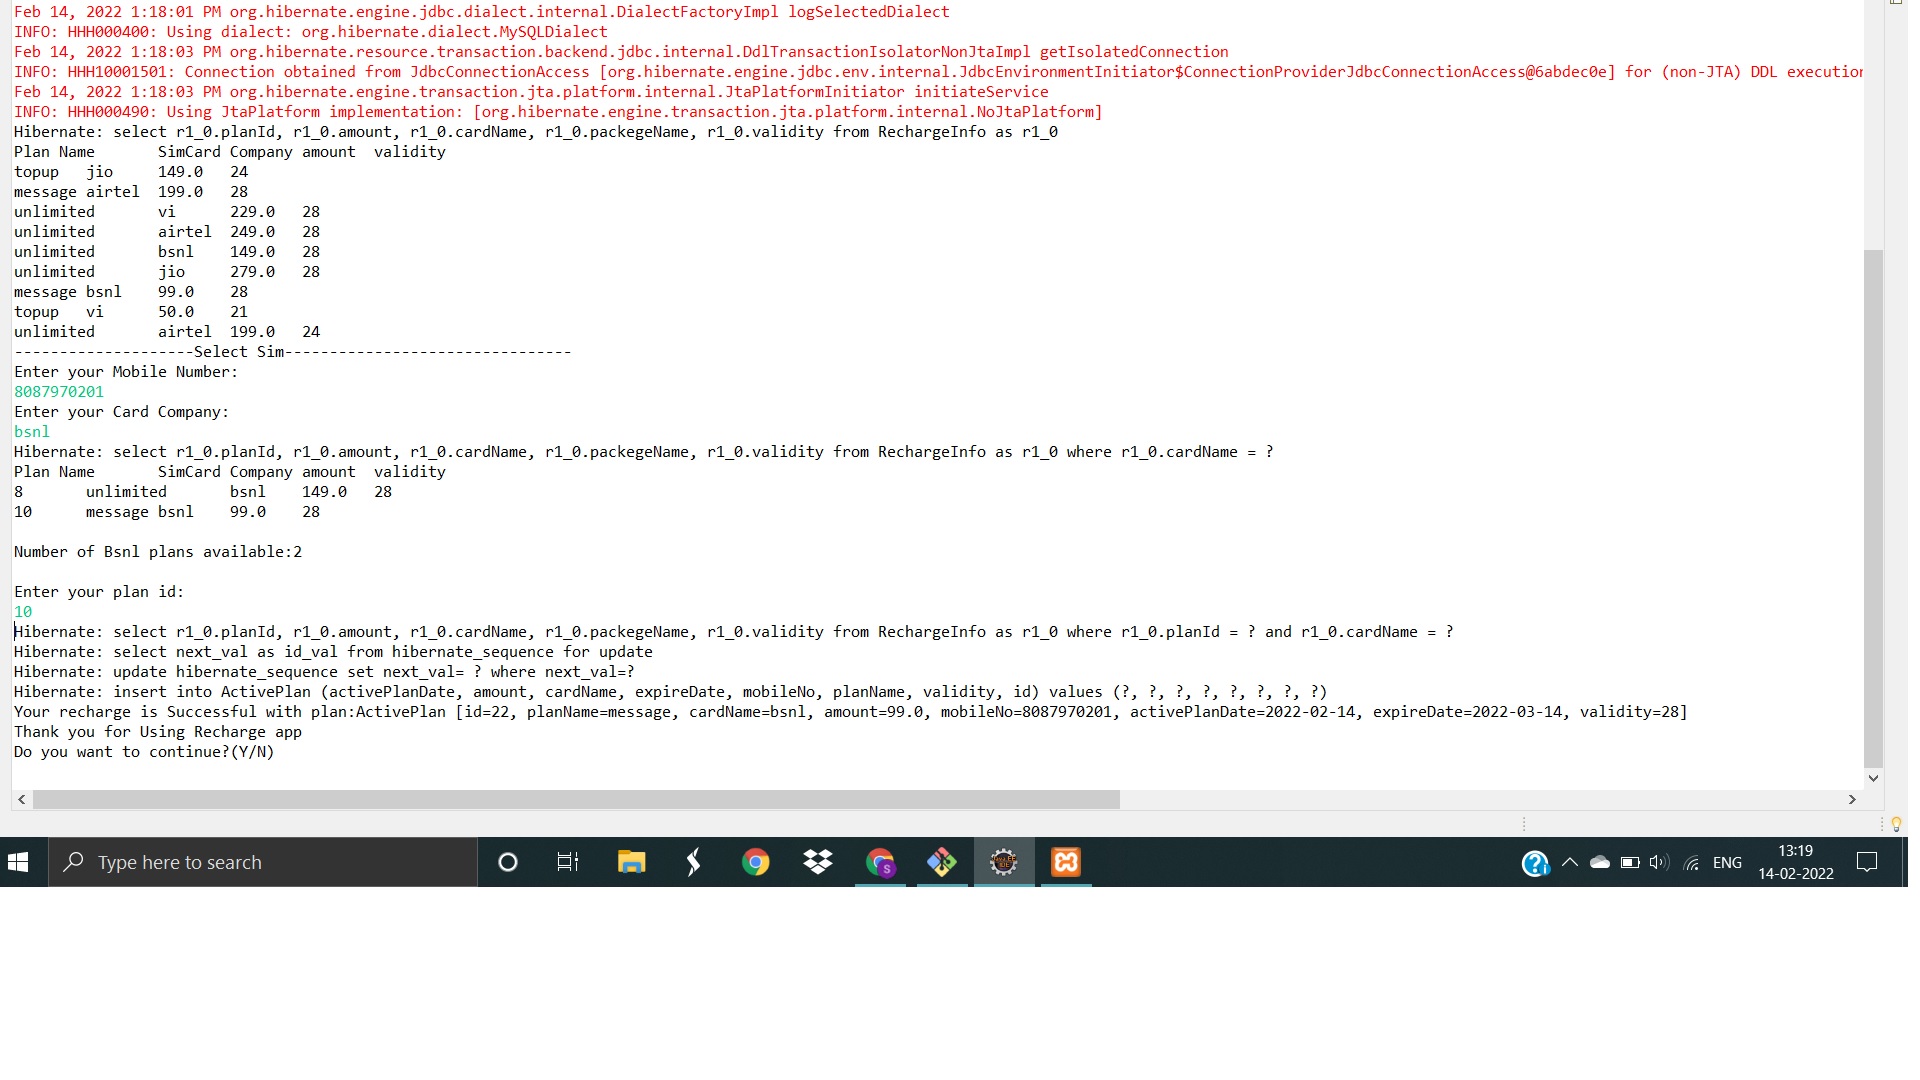 Feb 14, 2022 1:18:01 PM org.hibernate.engine.jdbc.dialect.internal.DialectFactoryImpl logSelectedDialect
INFO: HHH000400: Using dialect: org.hibernate.dialect.MySQLDialect
Feb 14, 2022 1:18:03 PM org.hibernate.resource.transaction.backend.jdbc.internal.DdlTransactionIsolatorNonJtaImpl getIsolatedConnection
INFO: HHH10001501: Connection obtained from JdbcConnectionAccess [org.hibernate.engine.jdbc.env.internal.JdbcEnvironmentInitiator$ConnectionProviderJdbcConnectionAccess@6abdec0e] for (non-JTA) DDL execution
Feb 14, 2022 1:18:03 PM org.hibernate.engine.transaction.jta.platform.internal.JtaPlatformInitiator initiateService
INFO: HHH000490: Using JtaPlatform implementation: [org.hibernate.engine.transaction.jta.platform.internal.NoJtaPlatform]
Hibernate: select r1_0.planId, r1_0.amount, r1_0.cardName, r1_0.packegeName, r1_0.validity from RechargeInfo as r1_0
Plan Name       SimCard Company amount  validity
topup   jio     149.0   24
message airtel  199.0   28
unlimited       vi      229.0   28
unlimited       airtel  249.0   28
unlimited       bsnl    149.0   28
unlimited       jio     279.0   28
message bsnl    99.0    28
topup   vi      50.0    21
unlimited       airtel  199.0   24
--------------------Select Sim--------------------------------
Enter your Mobile Number:
8087970201
Enter your Card Company:
bsnl
Hibernate: select r1_0.planId, r1_0.amount, r1_0.cardName, r1_0.packegeName, r1_0.validity from RechargeInfo as r1_0 where r1_0.cardName = ?
Plan Name       SimCard Company amount  validity
8       unlimited       bsnl    149.0   28
10      message bsnl    99.0    28
Number of Bsnl plans available:2
Enter your plan id:
10
Hibernate: select r1_0.planId, r1_0.amount, r1_0.cardName, r1_0.packegeName, r1_0.validity from RechargeInfo as r1_0 where r1_0.planId = ? and r1_0.cardName = ?
Hibernate: select next_val as id_val from hibernate_sequence for update
Hibernate: update hibernate_sequence set next_val= ? where next_val=?
Hibernate: insert into ActivePlan (activePlanDate, amount, cardName, expireDate, mobileNo, planName, validity, id) values (?, ?, ?, ?, ?, ?, ?, ?)
Your recharge is Successful with plan:ActivePlan [id=22, planName=message, cardName=bsnl, amount=99.0, mobileNo=8087970201, activePlanDate=2022-02-14, expireDate=2022-03-14, validity=28]
Thank you for Using Recharge app
Do you want to continue?(Y/N)
Type here to search
ENG
13:19
14-02-2022